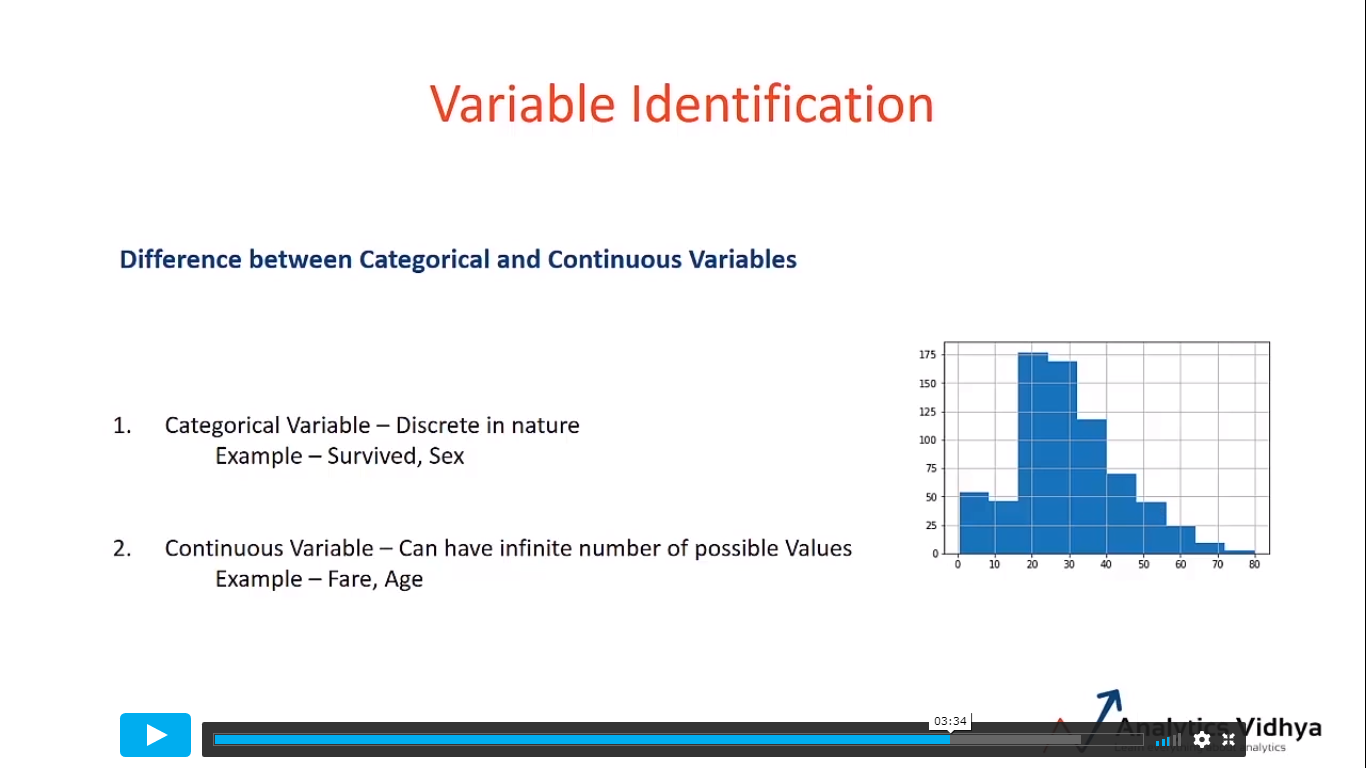 Variable Identification
Difference between Categorical and Continuous Variables
1. Categorical Variable – Discrete in nature
Example – Survived, Sex
2. Continuous Variable – Can have infinite number of possible Values
Example – Fare, Age
175
150
125
100
75
50
25
0
0 10 20 30 40 50 60 70 80
03:34
Analytics Vidhya
analytics